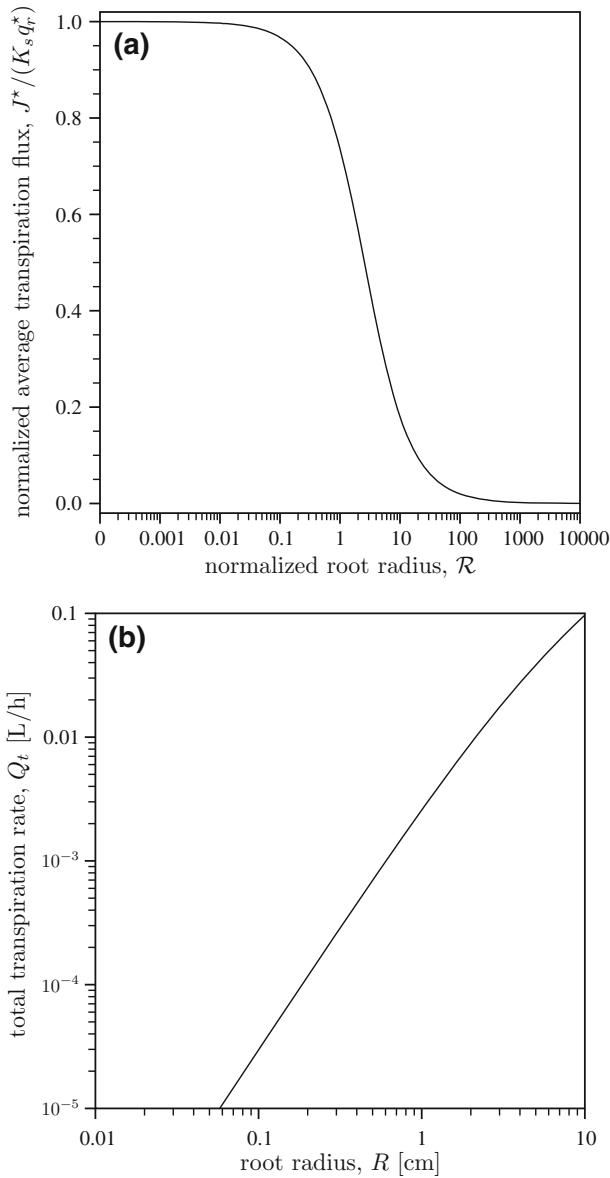 (a)
normalized average transpiration flux, J⋆/(K_s q_r⋆)
1.0
0.8
0.6
0.4
0.2
0.0
0 0.001 0.01 0.1 1 10 100 1000 10000
normalized root radius, ℛ
(b)
total transpiration rate, Q_t [L/h]
0.1
0.01
10⁻³
10⁻⁴
10⁻⁵
0.01 0.1 1 10
root radius, R [cm]